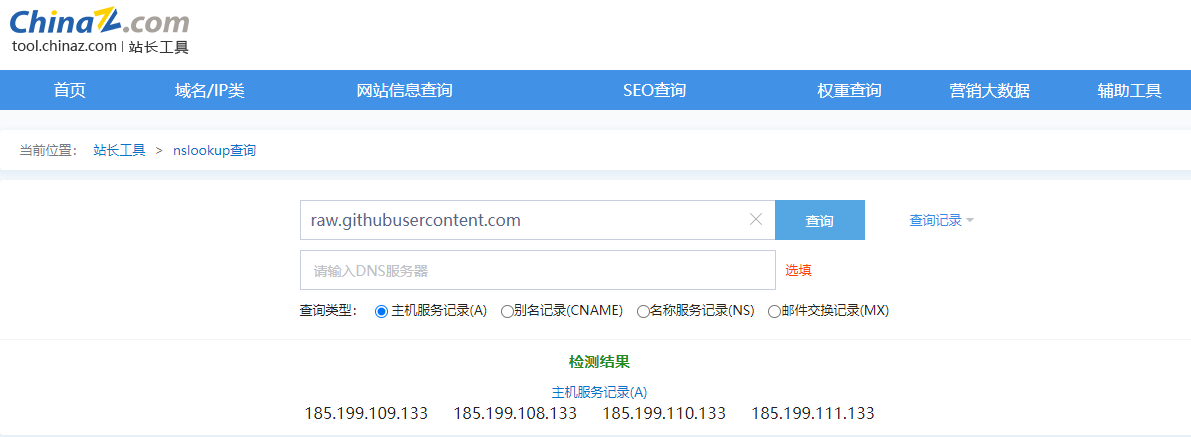 ChinaZ.com
tool.chinaz.com | 站长工具
首页 域名/IP类 网站信息查询 SEO查询 权重查询 营销大数据 辅助工具
当前位置： 站长工具 > nslookup查询
raw.githubusercontent.com 查询 查询记录
请输入DNS服务器 选填
查询类型： 主机服务记录(A) 别名记录(CNAME) 名称服务记录(NS) 邮件交换记录(MX)
检测结果
主机服务记录(A)
185.199.109.133 185.199.108.133 185.199.110.133 185.199.111.133